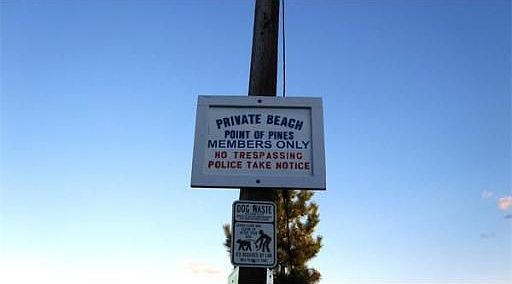 PRIVATE BEACH
POINT OF PINES
MEMBERS ONLY
NO TRESPASSING
POLICE TAKE NOTICE
DOG WASTE